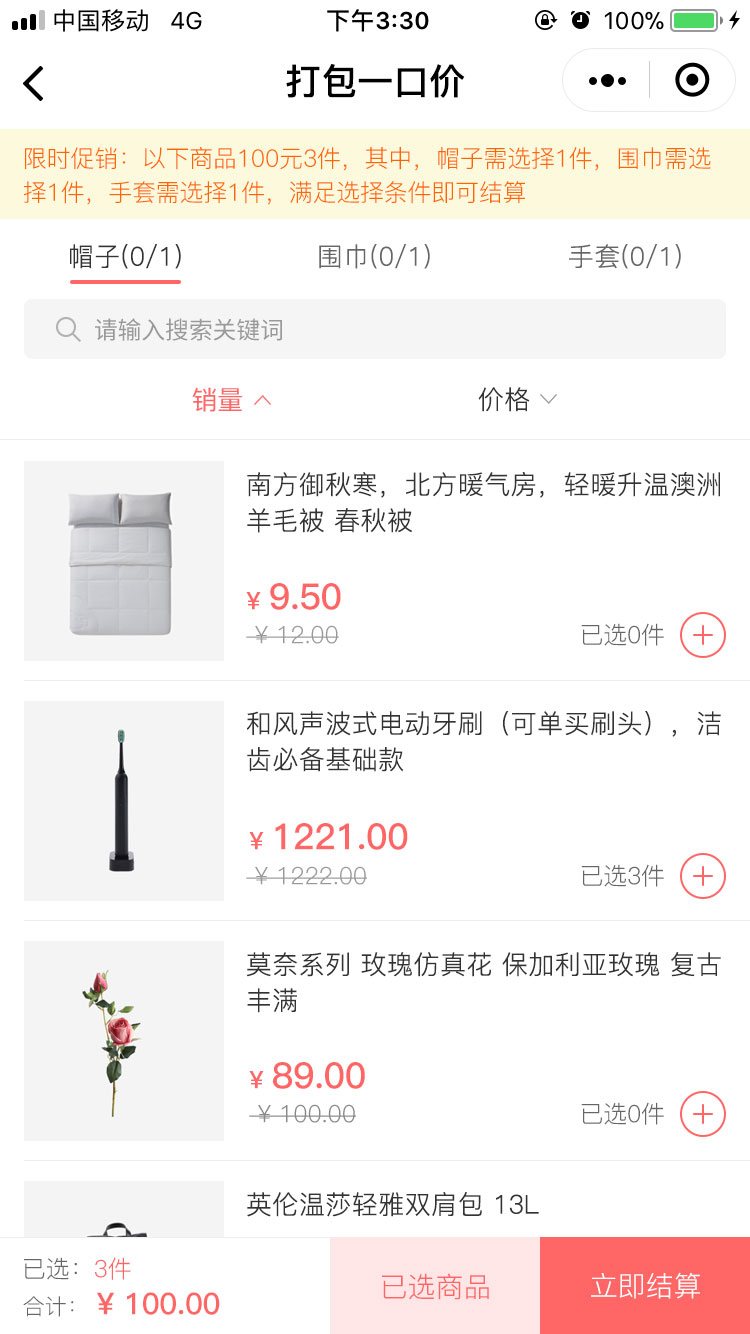 中国移动 4G 下午3:30 100%
打包一口价
限时促销：以下商品100元3件，其中，帽子需选择1件，围巾需选
择1件，手套需选择1件，满足选择条件即可结算
帽子(0/1) 围巾(0/1) 手套(0/1)
请输入搜索关键词
销量 价格
南方御秋寒，北方暖气房，轻暖升温澳洲
羊毛被 春秋被
¥ 9.50
¥ 12.00 已选0件
和风声波式电动牙刷（可单买刷头），洁
齿必备基础款
¥ 1221.00
¥ 1222.00 已选3件
莫奈系列 玫瑰仿真花 保加利亚玫瑰 复古
丰满
¥ 89.00
¥ 100.00 已选0件
英伦温莎轻雅双肩包 13L
已选：3件
合计：¥ 100.00
已选商品 立即结算